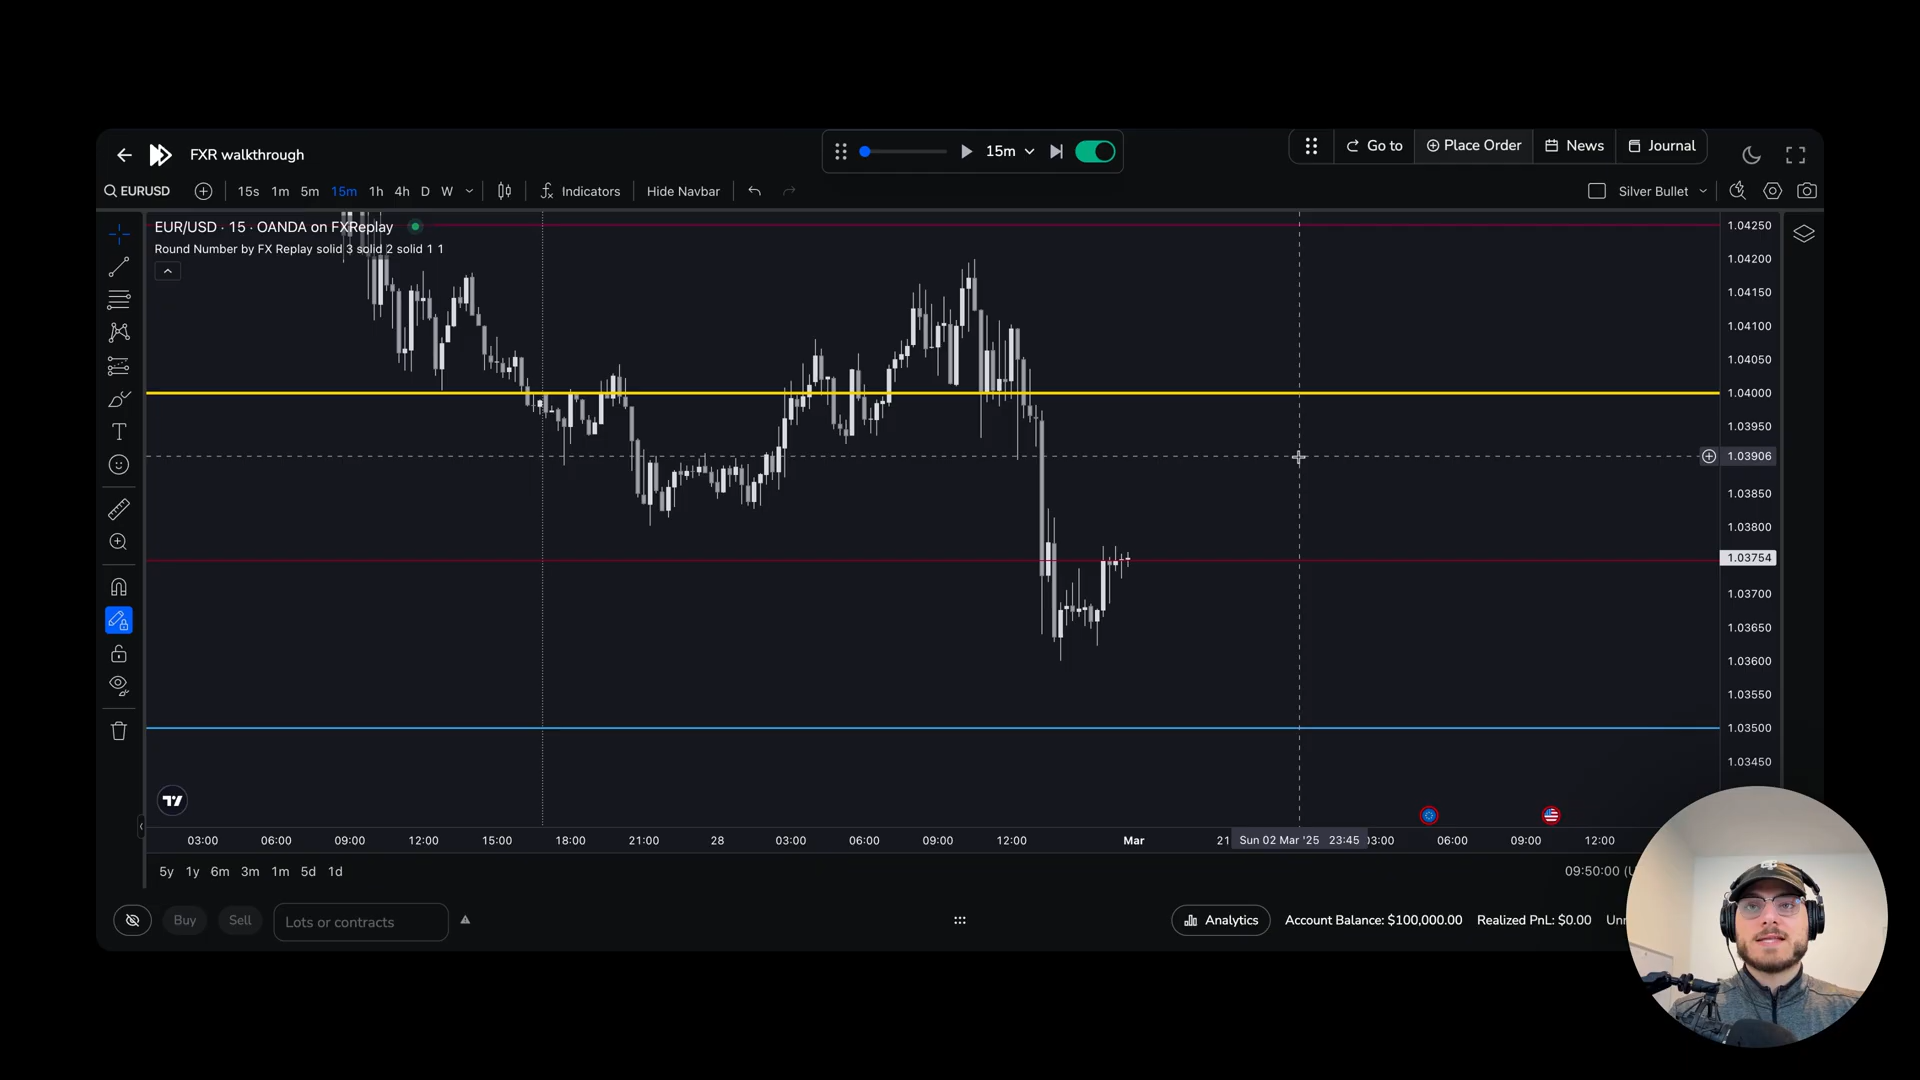 FXR walkthrough
15m
Go to
Place Order
News
Journal
EURUSD
15s 1m 5m 15m 1h 4h D W
Indicators
Hide Navbar
Silver Bullet
EUR/USD · 15 · OANDA on FXReplay
Round Number by FX Replay solid 3 solid 2 solid 1 1
1.04250
1.04200
1.04150
1.04100
1.04050
1.04000
1.03950
1.03906
1.03850
1.03800
1.03754
1.03700
1.03650
1.03600
1.03550
1.03500
1.03450
03:00 06:00 09:00 12:00 15:00 18:00 21:00 28 03:00 06:00 09:00 12:00 Mar 21 Sun 02 Mar '25 23:45 03:00 06:00 09:00 12:00
5y 1y 6m 3m 1m 5d 1d
09:50:00 (U
Buy
Sell
Lots or contracts
Analytics
Account Balance: $100,000.00
Realized PnL: $0.00
Unr